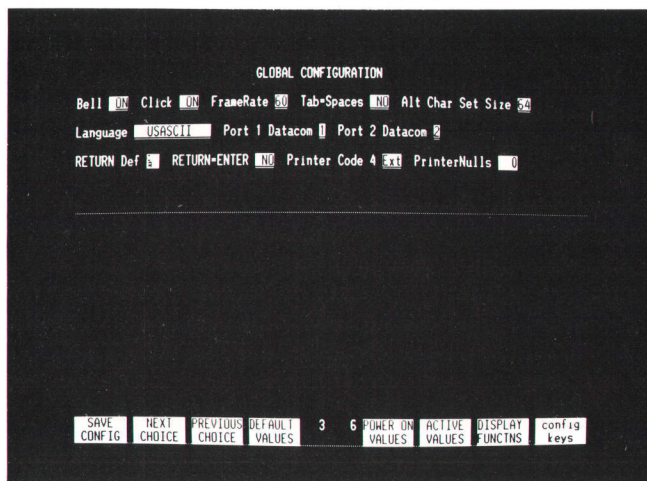 GLOBAL CONFIGURATION
Bell ON Click ON FrameRate 60 Tab=Spaces NO Alt Char Set Size 64
Language USASCII Port 1 Datacom 1 Port 2 Datacom 2
RETURN Def RETURN=ENTER NO Printer Code 4 Ext PrinterNulls 0
SAVE NEXT PREVIOUS DEFAULT 3 6 POWER ON ACTIVE DISPLAY config
CONFIG CHOICE CHOICE VALUES VALUES VALUES FUNCTNS keys